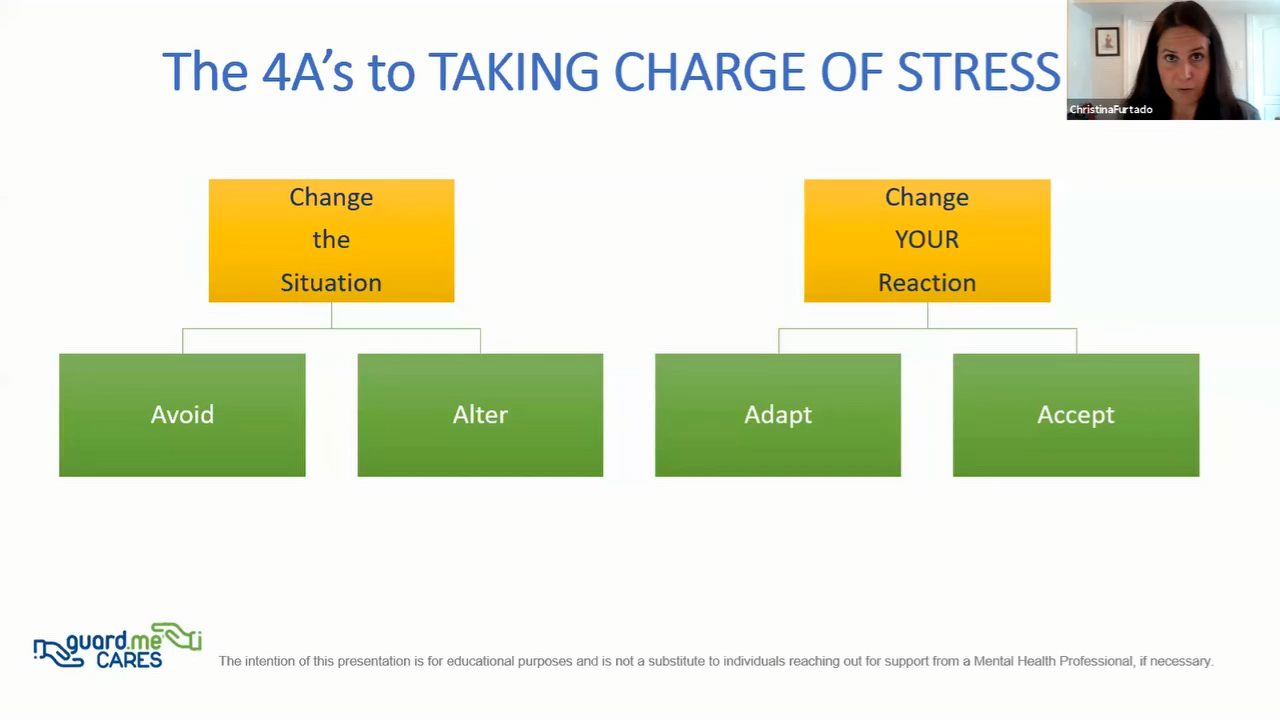 The 4A's to TAKING CHARGE OF STRESS
ChristinaFurtado
Change
the
Situation
Change
YOUR
Reaction
Avoid
Alter
Adapt
Accept
guard.me
CARES
The intention of this presentation is for educational purposes and is not a substitute to individuals reaching out for support from a Mental Health Professional, if necessary.